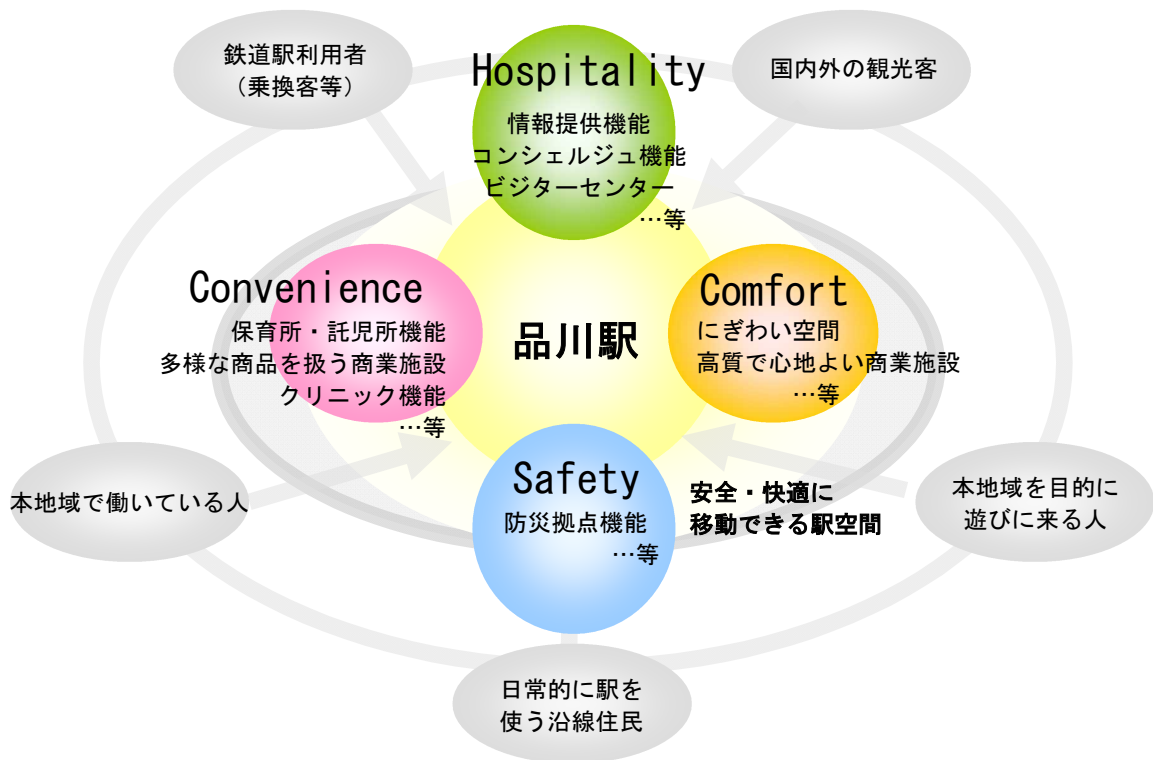 鉄道駅利用者
（乗換客等）
Hospitality
情報提供機能
コンシェルジュ機能
ビジターセンター
…等
国内外の観光客
Convenience
保育所・託児所機能
多様な商品を扱う商業施設
クリニック機能
…等
品川駅
Comfort
にぎわい空間
高質で心地よい商業施設
…等
本地域で働いている人
Safety
防災拠点機能
…等
安全・快適に
移動できる駅空間
本地域を目的に
遊びに来る人
日常的に駅を
使う沿線住民